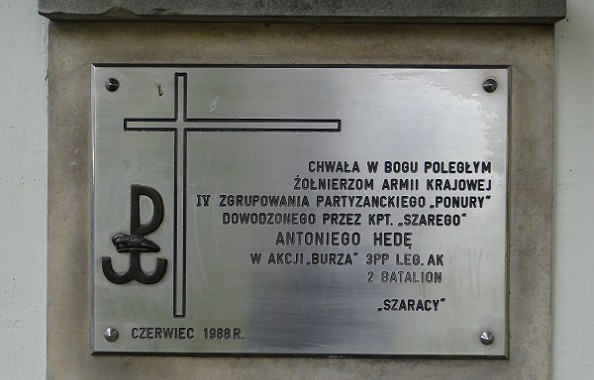 CHWAŁA W BOGU POLEGŁYM
ŻOŁNIERZOM ARMII KRAJOWEJ
IV ZGRUPOWANIA PARTYZANCKIEGO „PONURY"
DOWODZONEGO PRZEZ KPT. „SZAREGO"
ANTONIEGO HEDĘ
W AKCJI „BURZA" 3PP LEG. AK
2 BATALION
„SZARACY"
CZERWIEC 1988 R.